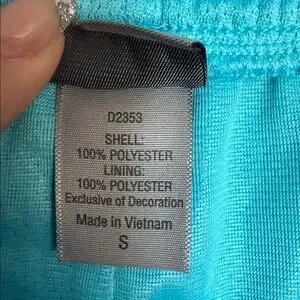 D2353
SHELL:
100% POLYESTER
LINING:
100% POLYESTER
Exclusive of Decoration
Made in Vietnam
S